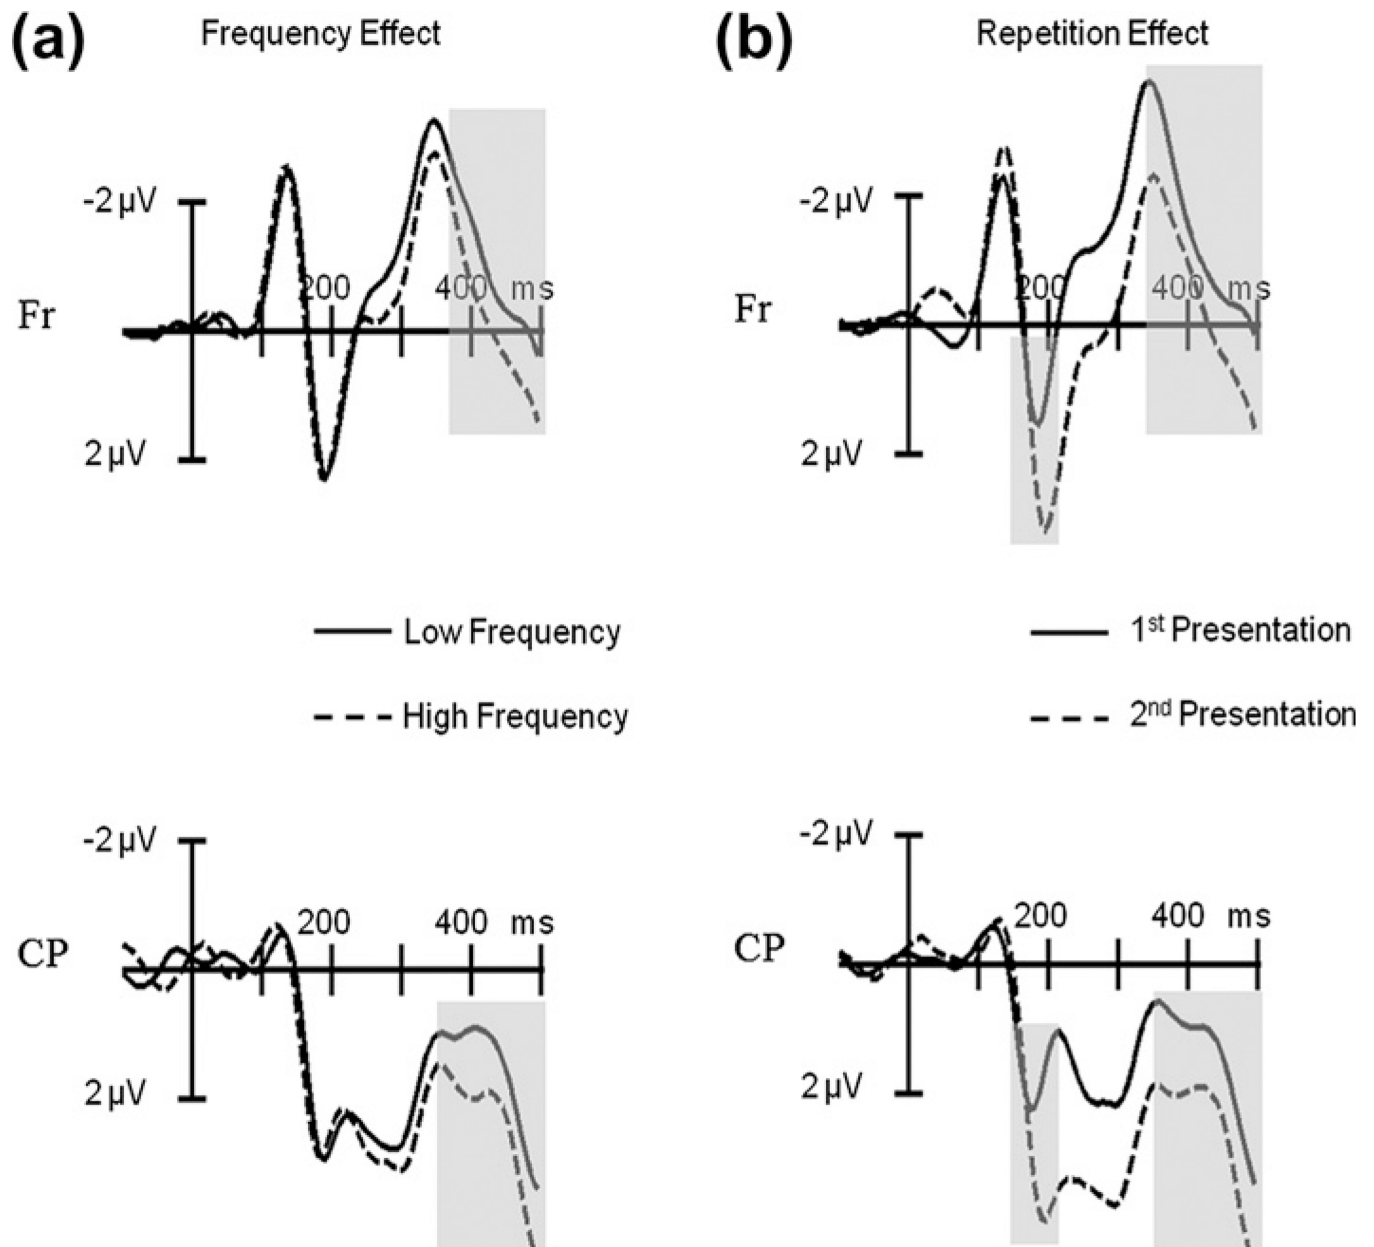 (a) Frequency Effect
-2 µV
200 400 ms
Fr
2 µV
Low Frequency
High Frequency
-2 µV
200 400 ms
CP
2 µV
(b) Repetition Effect
-2 µV
200 400 ms
Fr
2 µV
1st Presentation
2nd Presentation
-2 µV
200 400 ms
CP
2 µV